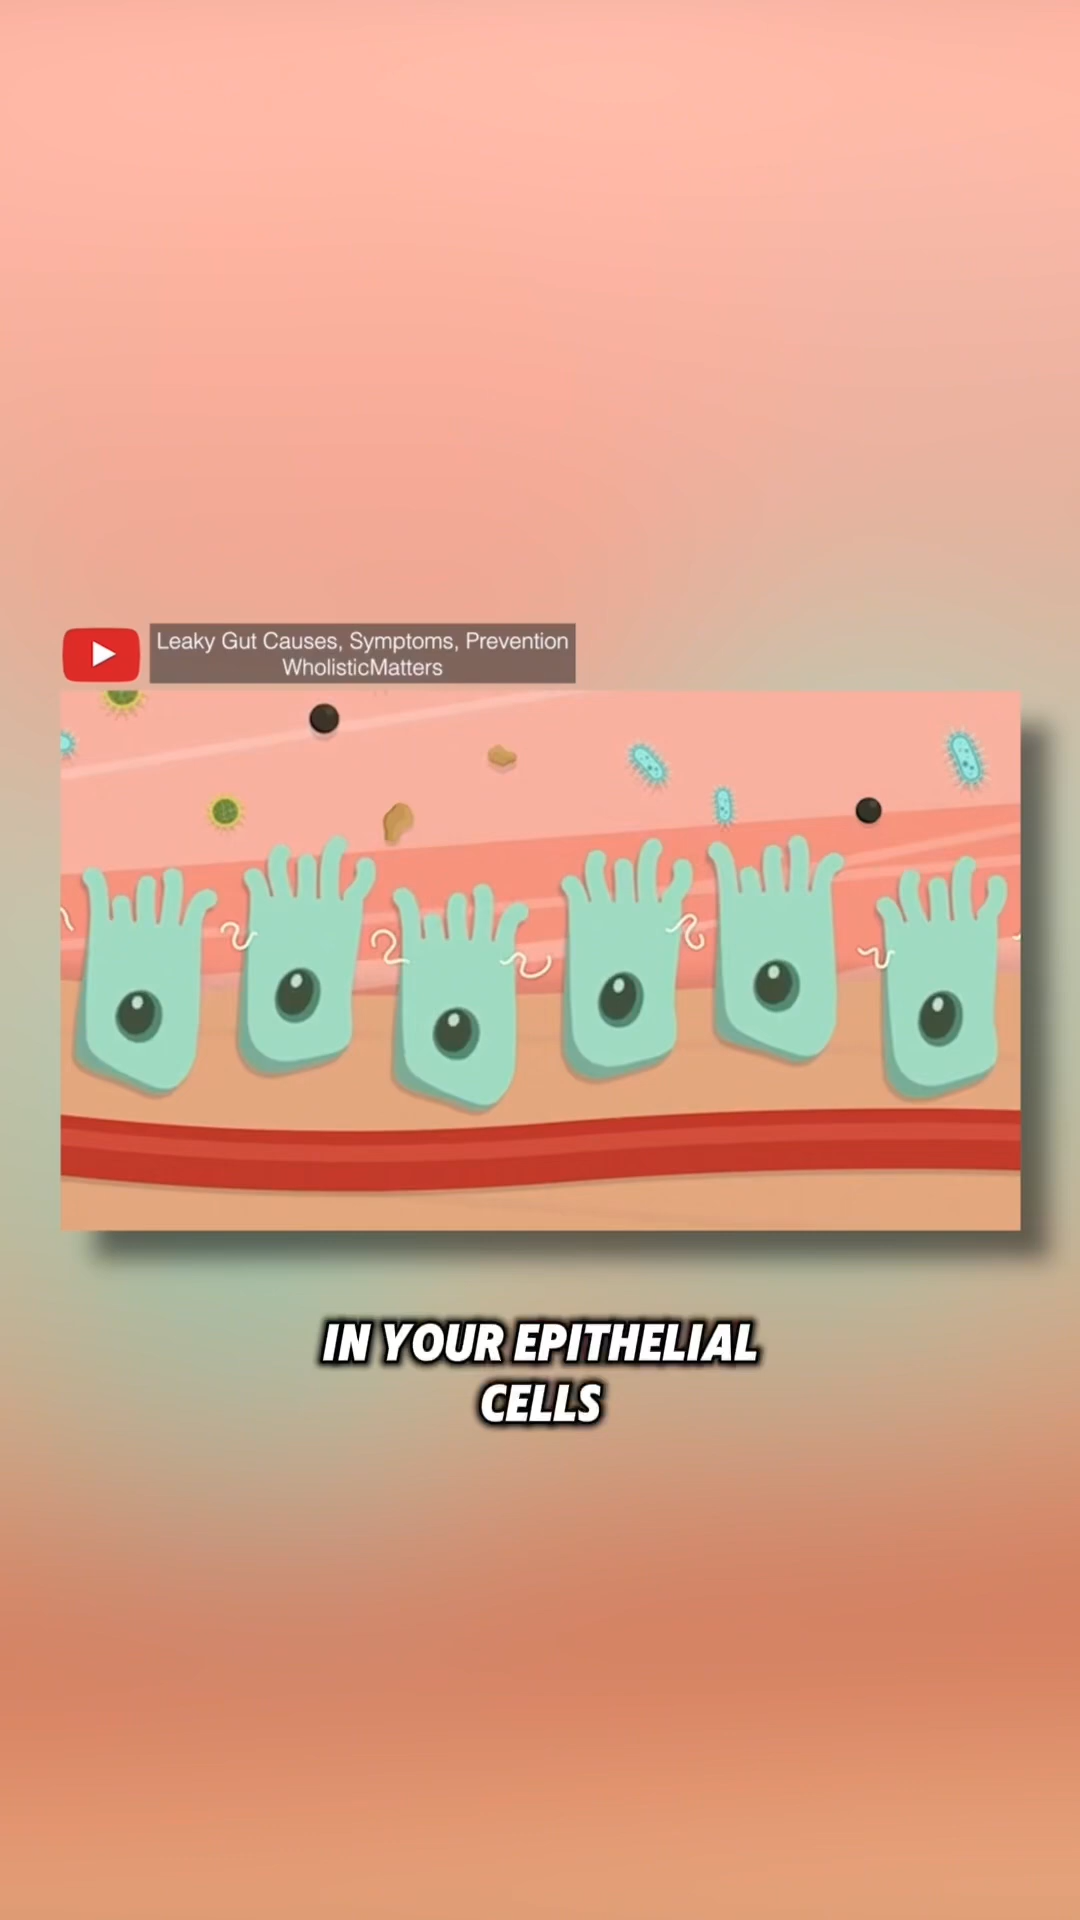 Leaky Gut Causes, Symptoms, Prevention
WholisticMatters
IN YOUR EPITHELIAL
CELLS